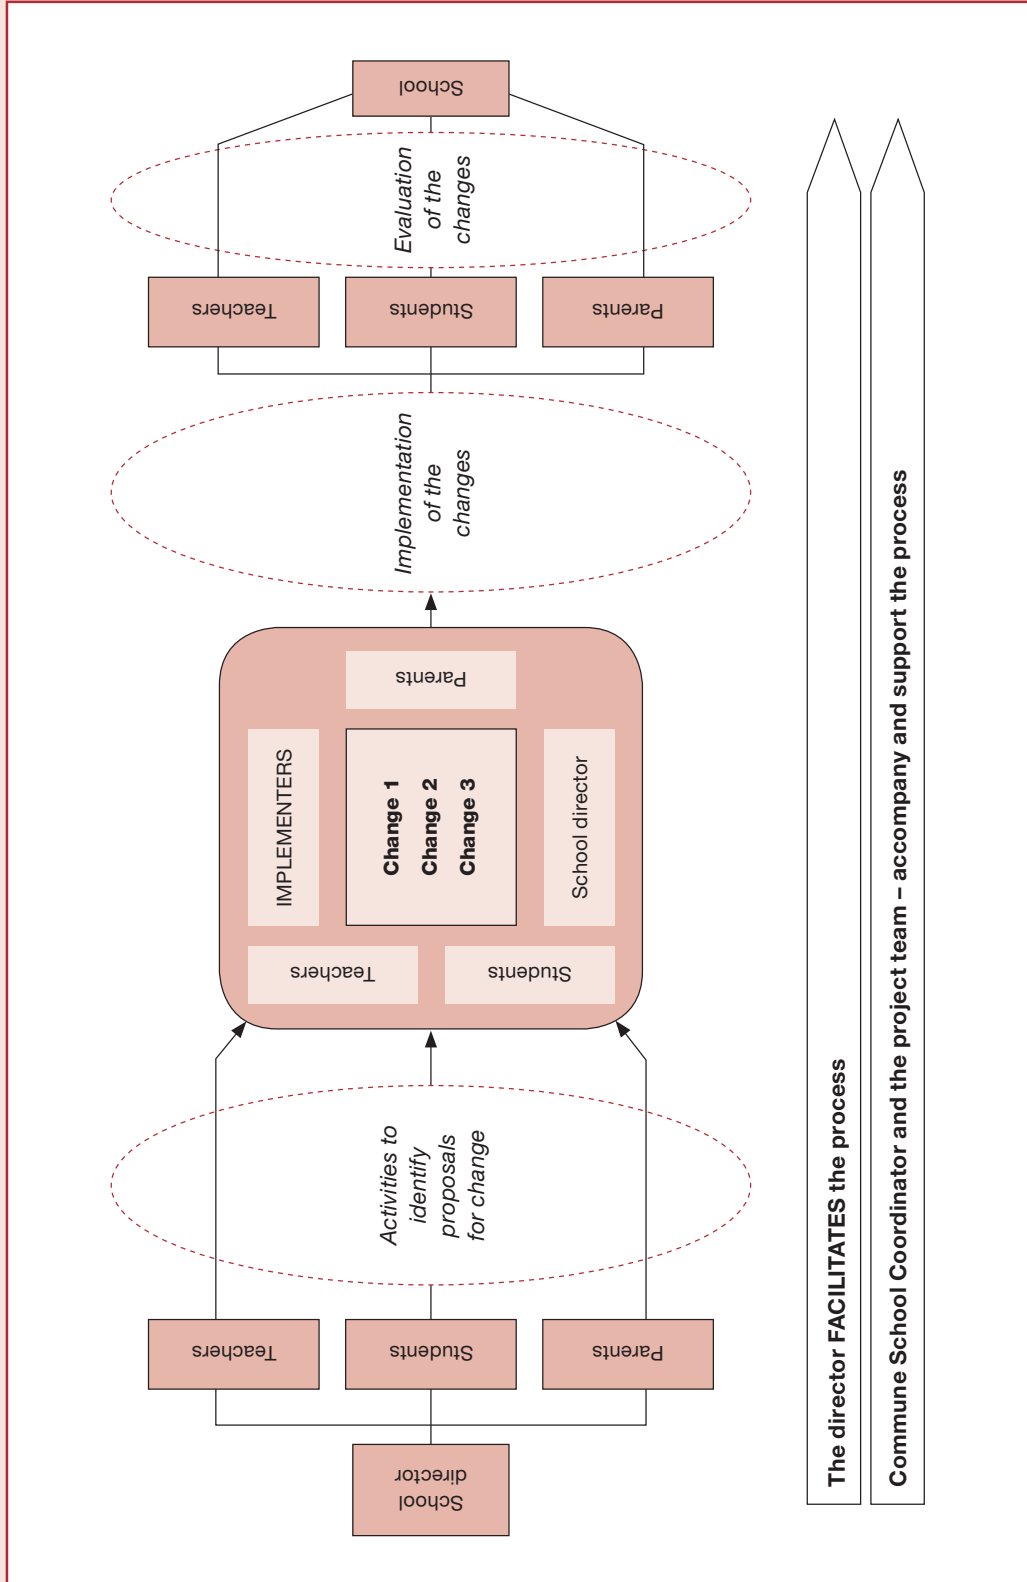 School
director
Teachers
Students
Parents
Activities to
identify
proposals
for change
Teachers
Students
IMPLEMENTERS
Change 1
Change 2
Change 3
School director
Parents
Implementation
of the
changes
Teachers
Students
Parents
Evaluation
of the
changes
School
The director FACILITATES the process
Commune School Coordinator and the project team – accompany and support the process